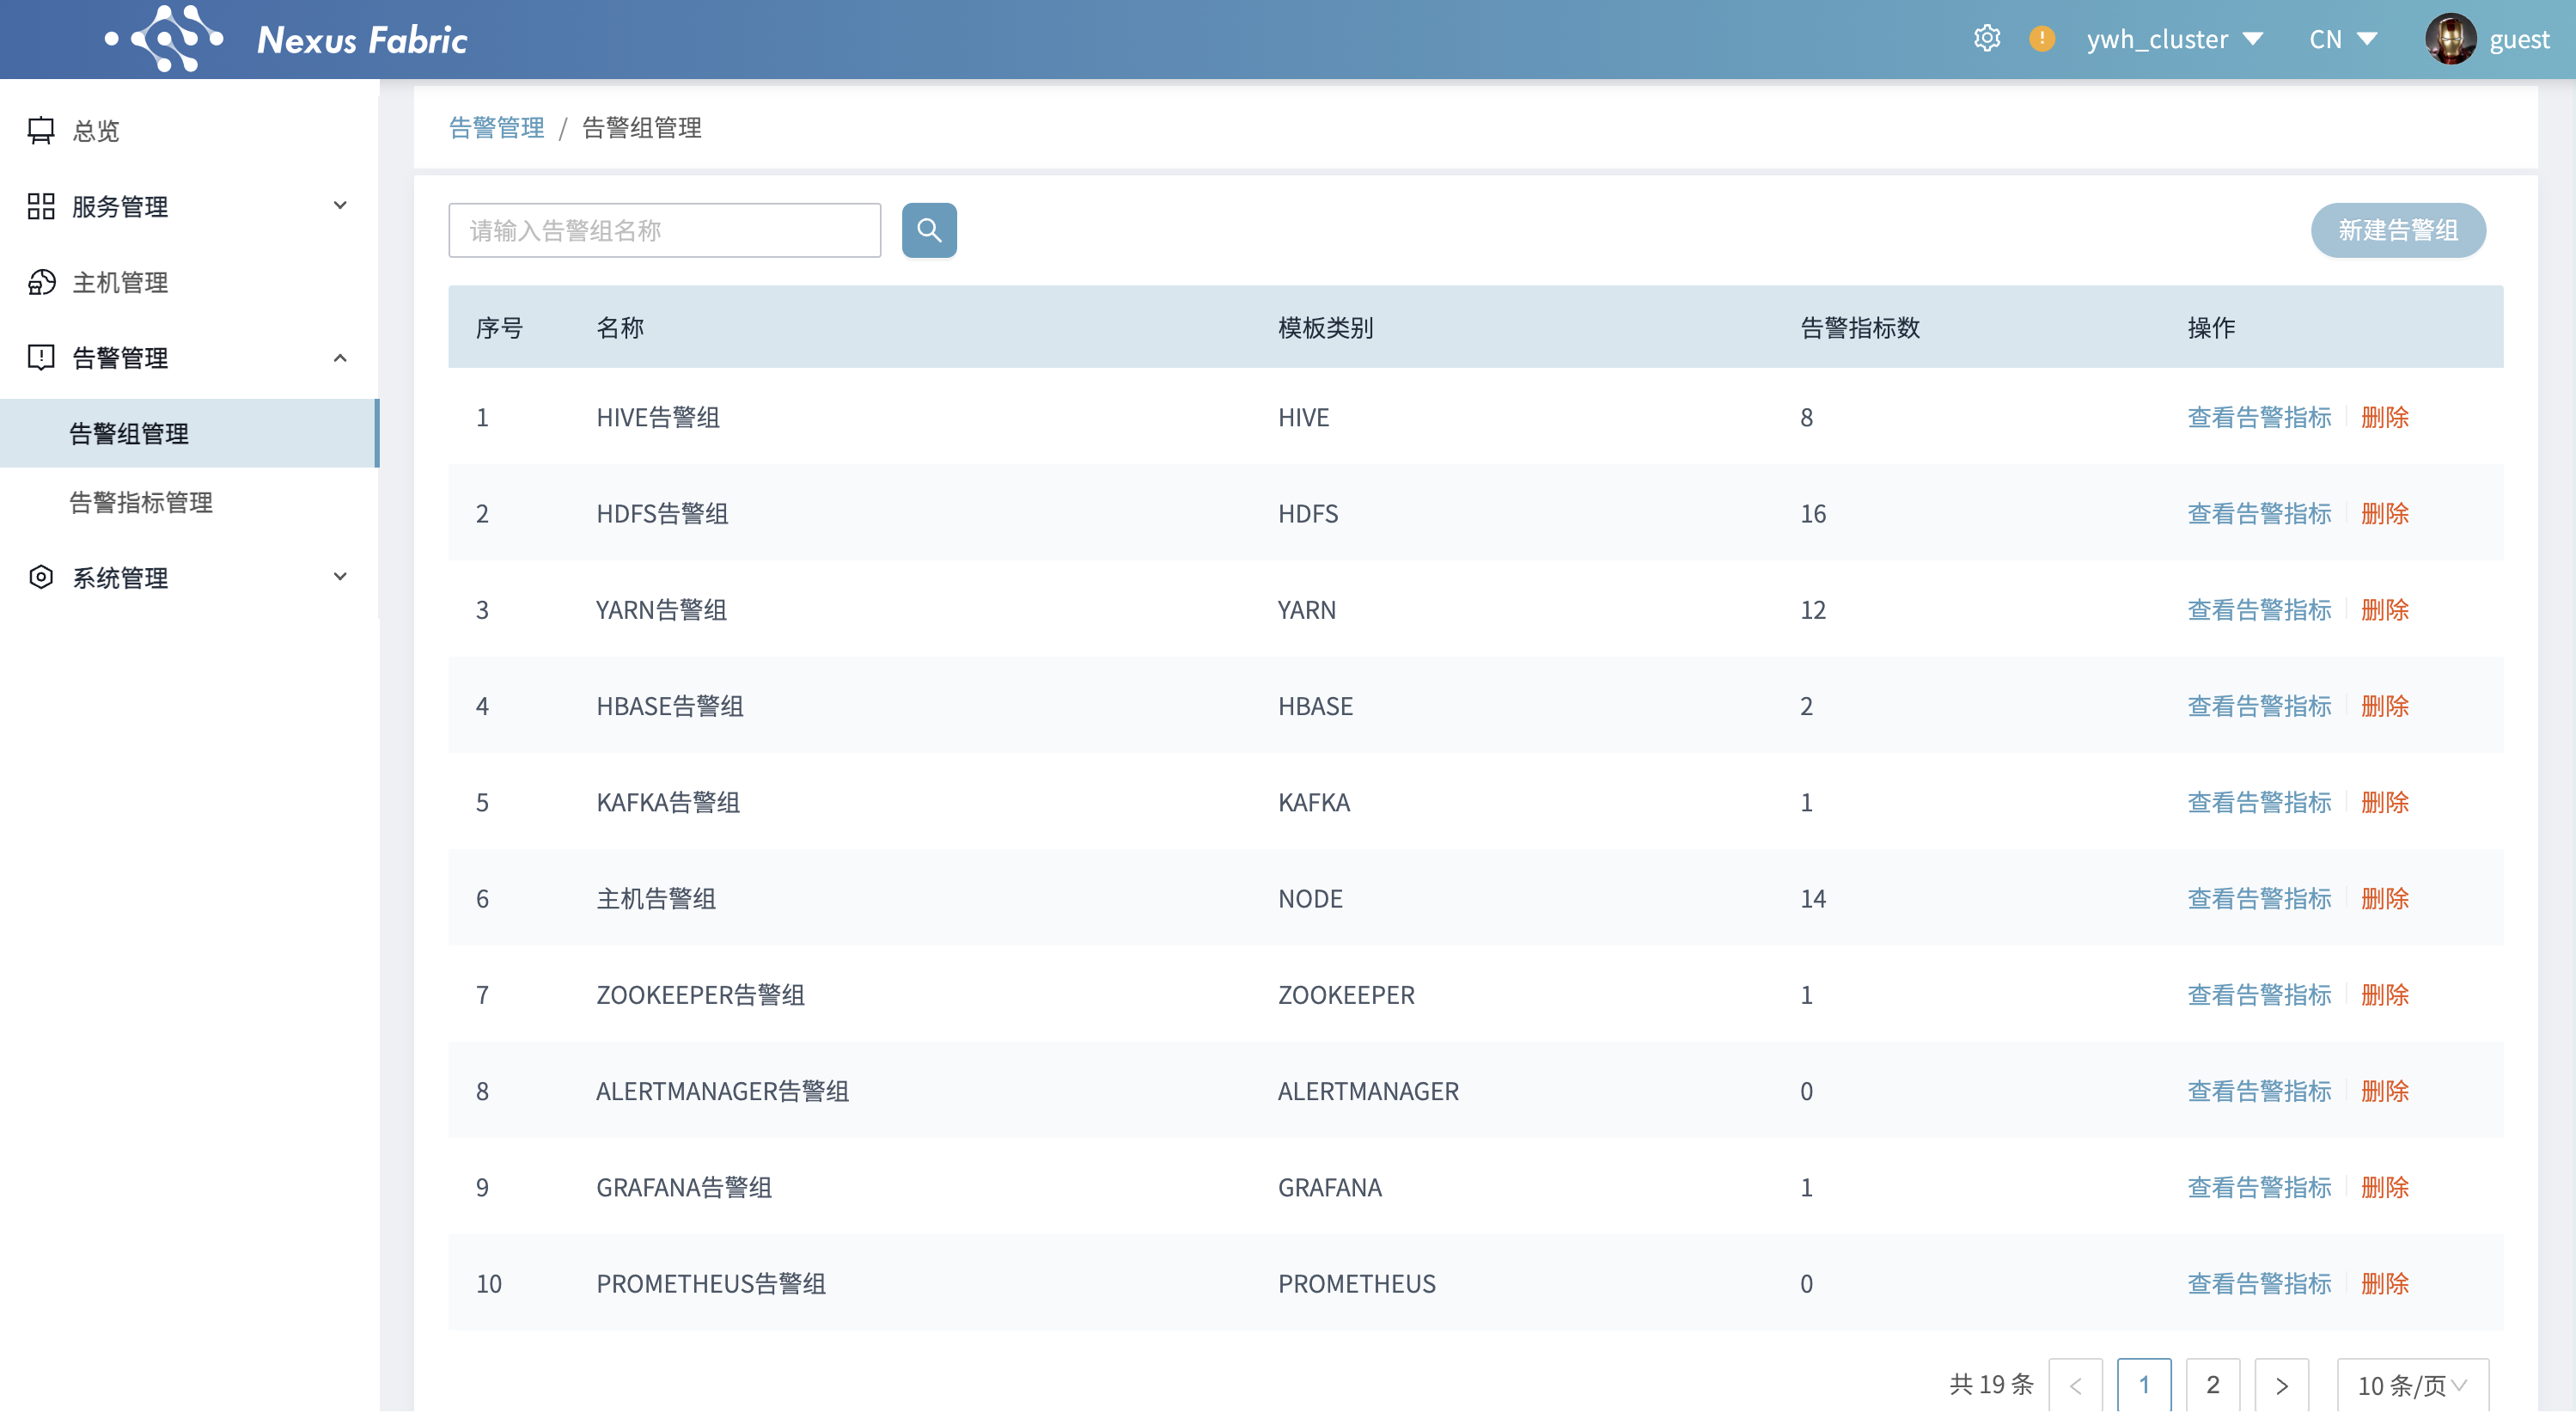 Nexus Fabric
ywh_cluster CN guest
总览
服务管理
主机管理
告警管理
告警组管理
告警指标管理
系统管理
告警管理 / 告警组管理
请输入告警组名称
新建告警组
序号 名称 模板类别 告警指标数 操作
1 HIVE告警组 HIVE 8 查看告警指标 删除
2 HDFS告警组 HDFS 16 查看告警指标 删除
3 YARN告警组 YARN 12 查看告警指标 删除
4 HBASE告警组 HBASE 2 查看告警指标 删除
5 KAFKA告警组 KAFKA 1 查看告警指标 删除
6 主机告警组 NODE 14 查看告警指标 删除
7 ZOOKEEPER告警组 ZOOKEEPER 1 查看告警指标 删除
8 ALERTMANAGER告警组 ALERTMANAGER 0 查看告警指标 删除
9 GRAFANA告警组 GRAFANA 1 查看告警指标 删除
10 PROMETHEUS告警组 PROMETHEUS 0 查看告警指标 删除
共 19 条 < 1 2 > 10 条/页